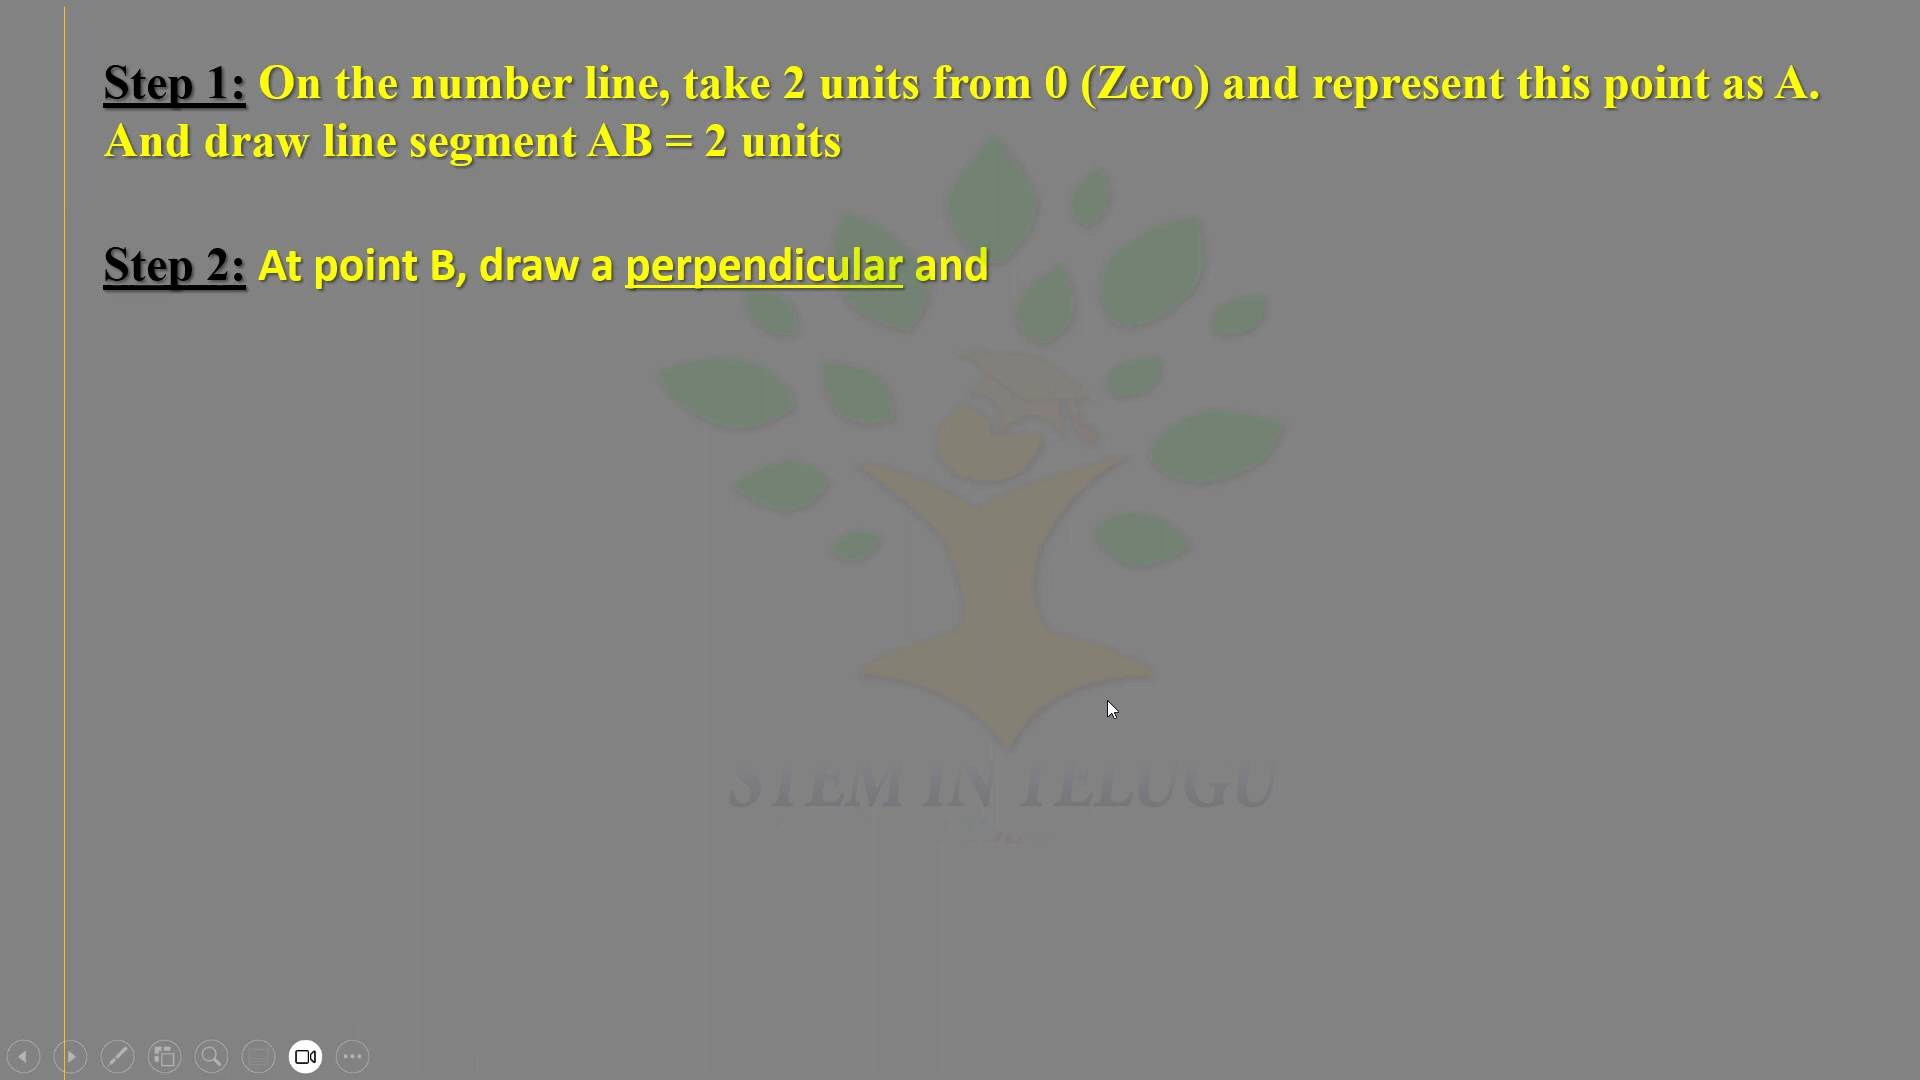 Step 1: On the number line, take 2 units from 0 (Zero) and represent this point as A.
And draw line segment AB = 2 units
Step 2: At point B, draw a perpendicular and
STEM IN TELUGU